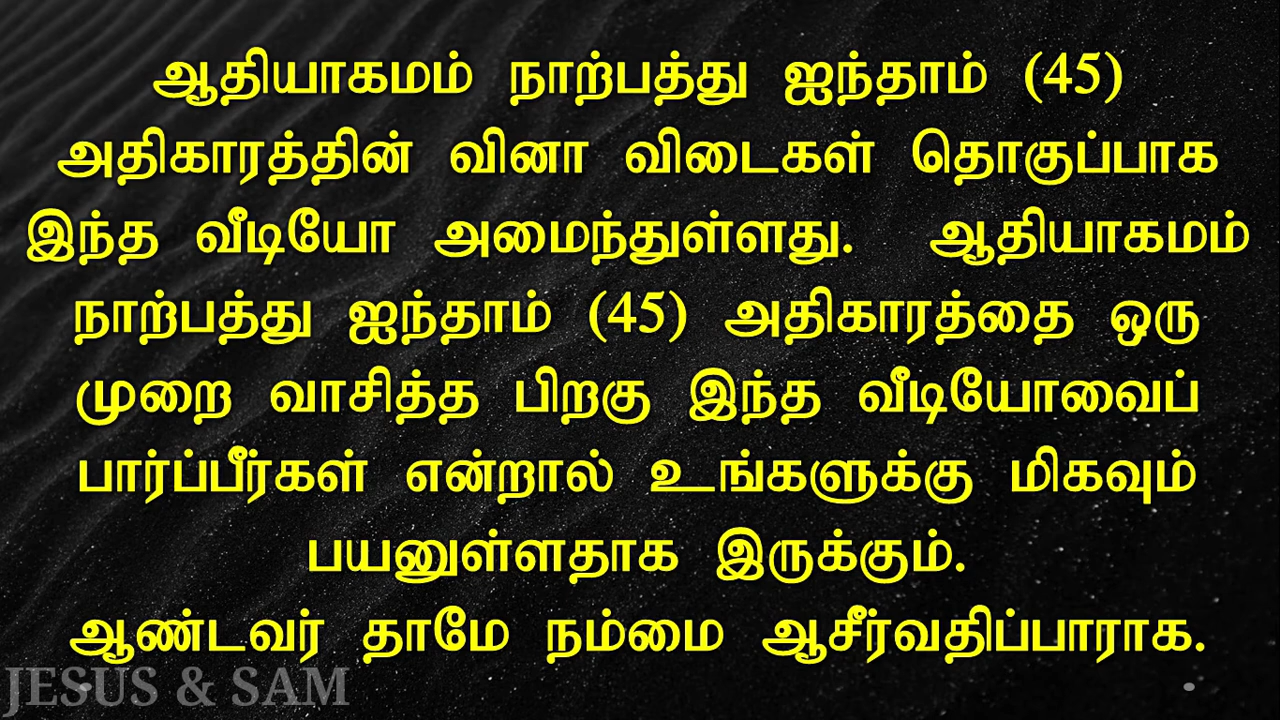 ஆதியாகமம் நாற்பத்து ஐந்தாம் (45)
அதிகாரத்தின் வினா விடைகள் தொகுப்பாக
இந்த வீடியோ அமைந்துள்ளது. ஆதியாகமம்
நாற்பத்து ஐந்தாம் (45) அதிகாரத்தை ஒரு
முறை வாசித்த பிறகு இந்த வீடியோவைப்
பார்ப்பீர்கள் என்றால் உங்களுக்கு மிகவும்
பயனுள்ளதாக இருக்கும்.
ஆண்டவர் தாமே நம்மை ஆசீர்வதிப்பாராக.
JESUS & SAM